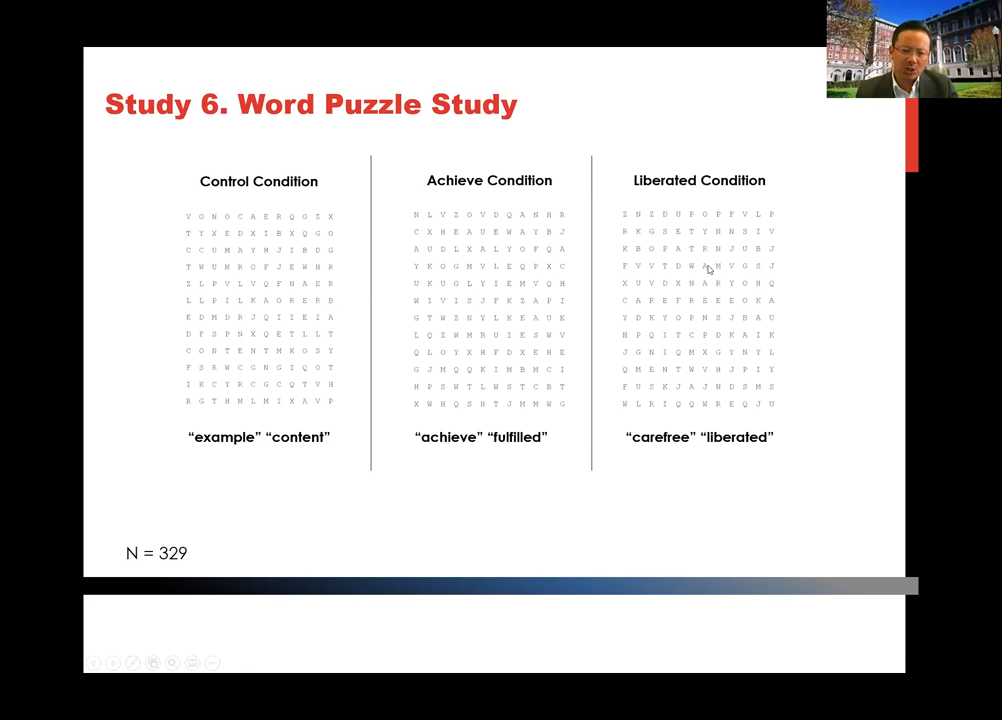 Study 6. Word Puzzle Study
Control Condition
V O N O C A E R Q O Z X
T Y X E D X I B X Q G O
C C U M A Y H J I B D G
T W U K R O F J E W H R
Z L P V L V Q F N A E R
L L P I L K A O R E R B
E D M D R J Q I I E I A
D F S P N X Q E T L L T
C O N T E N T M K O S Y
F S R W C G N G I Q O T
I K C Y R C G C Q T V H
R G T H M L M I X A V P
"example" "content"
Achieve Condition
N L V Z O V D Q A N H R
C X H E A U E W A Y B J
A U D L X A L Y O F Q A
Y K O G M V L E Q P X C
U K U G L Y I E M V Q H
W I V I S J F K Z A P I
G T W Z N Y L K E A U E
L Q Z W M B U I E S W V
Q L O Y X H F D X E H E
G J M Q Q K I M B M C I
H P S W T L W S T C B T
X W H Q S H T J M M W G
"achieve" "fulfilled"
Liberated Condition
Z N Z D U P O P F V L P
R K G S E T Y N N S I V
K B O P A T R N J U B J
F V V T D W A M V G S J
X U V D X N A R Y O H Q
C A R E F R E E E O K A
Y D K Y O P N S J B A U
H P Q I T C P D K A I K
J G N I Q M X G Y N Y L
Q M E N T W V H J P I Y
F U S K J A J N D S M S
W L R I Q Q W R E Q J U
"carefree" "liberated"
N = 329